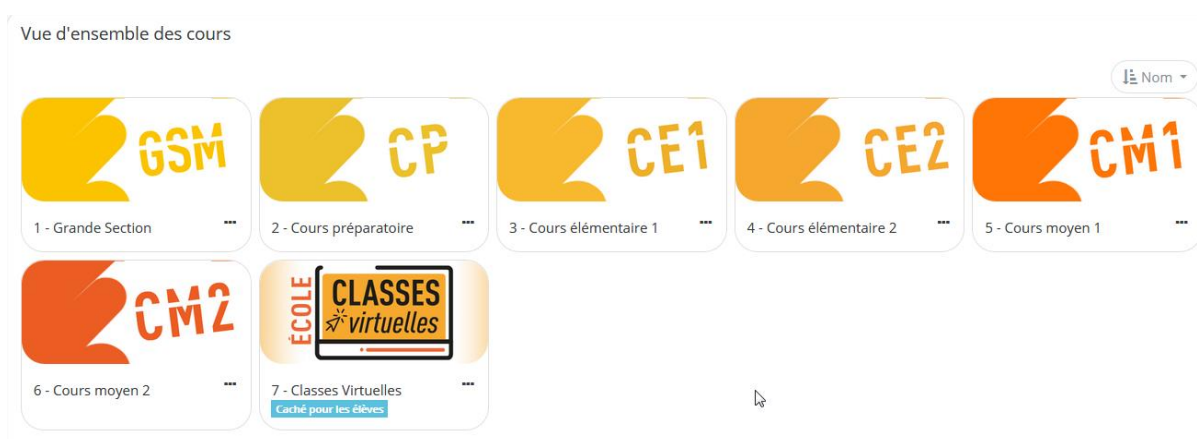 Vue d'ensemble des cours
Nom
GSM
CP
CE1
CE2
CM1
1 - Grande Section
2 - Cours préparatoire
3 - Cours élémentaire 1
4 - Cours élémentaire 2
5 - Cours moyen 1
CM2
ÉCOLE
CLASSES
virtuelles
6 - Cours moyen 2
7 - Classes Virtuelles
Caché pour les élèves